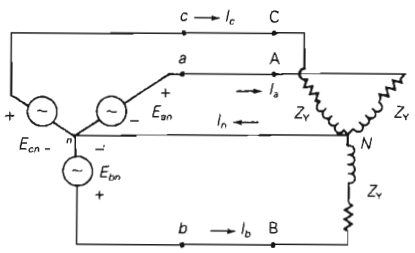 c → I_c C
a A
+ + → I_a
E_cn - n - E_an I_n ← Z_Y N Z_Y
-
E_bn
+ Z_Y
b → I_b B